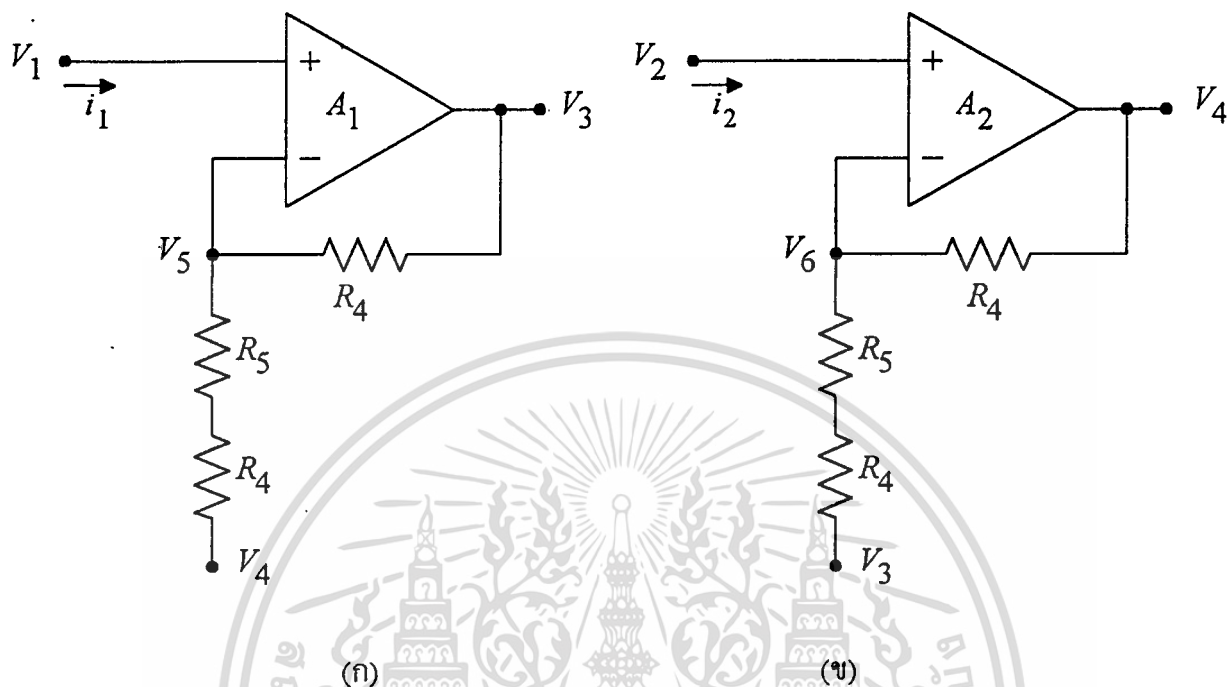 V1 i1 + A1 − V3
V5 R4
R5
R4
V4
(ก)
V2 i2 + A2 − V4
V6 R4
R5
R4
V3
(ข)